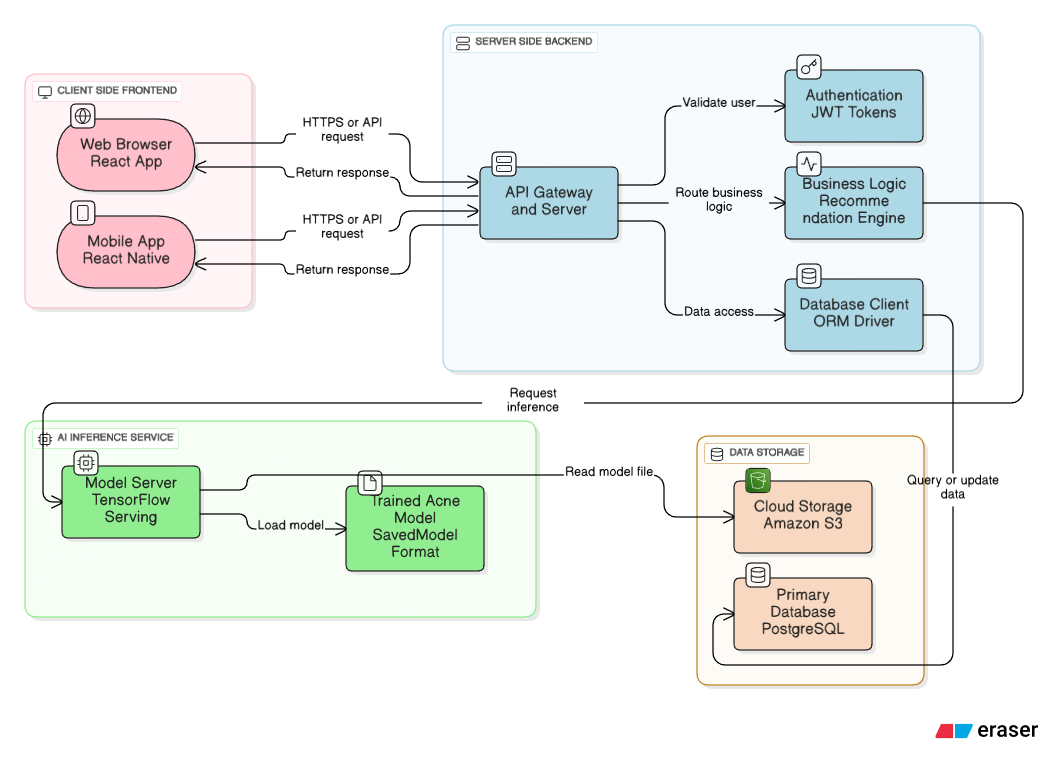 SERVER SIDE BACKEND
CLIENT SIDE FRONTEND
Web Browser
React App
HTTPS or API
request
Return response
Mobile App
React Native
HTTPS or API
request
Return response
API Gateway
and Server
Validate user
Authentication
JWT Tokens
Route business
logic
Business Logic
Recomme
ndation Engine
Data access
Database Client
ORM Driver
Request
inference
AI INFERENCE SERVICE
Model Server
TensorFlow
Serving
Load model
Trained Acne
Model
SavedModel
Format
Read model file
DATA STORAGE
Cloud Storage
Amazon S3
Query or update
data
Primary
Database
PostgreSQL
eraser